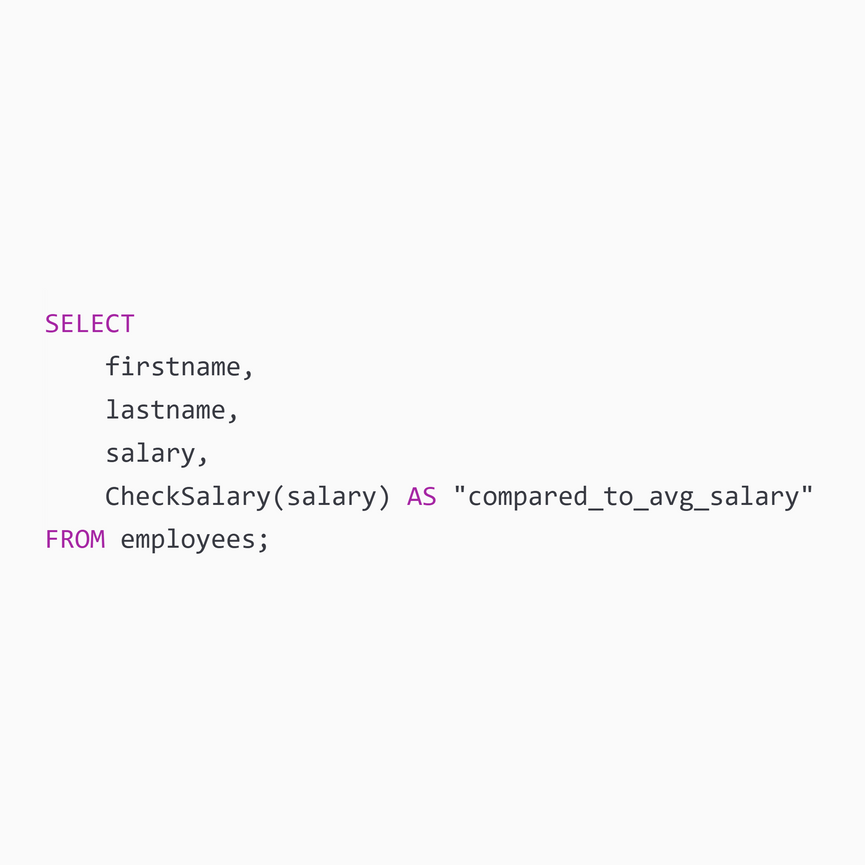 SELECT
    firstname,
    lastname,
    salary,
    CheckSalary(salary) AS "compared_to_avg_salary"
FROM employees;